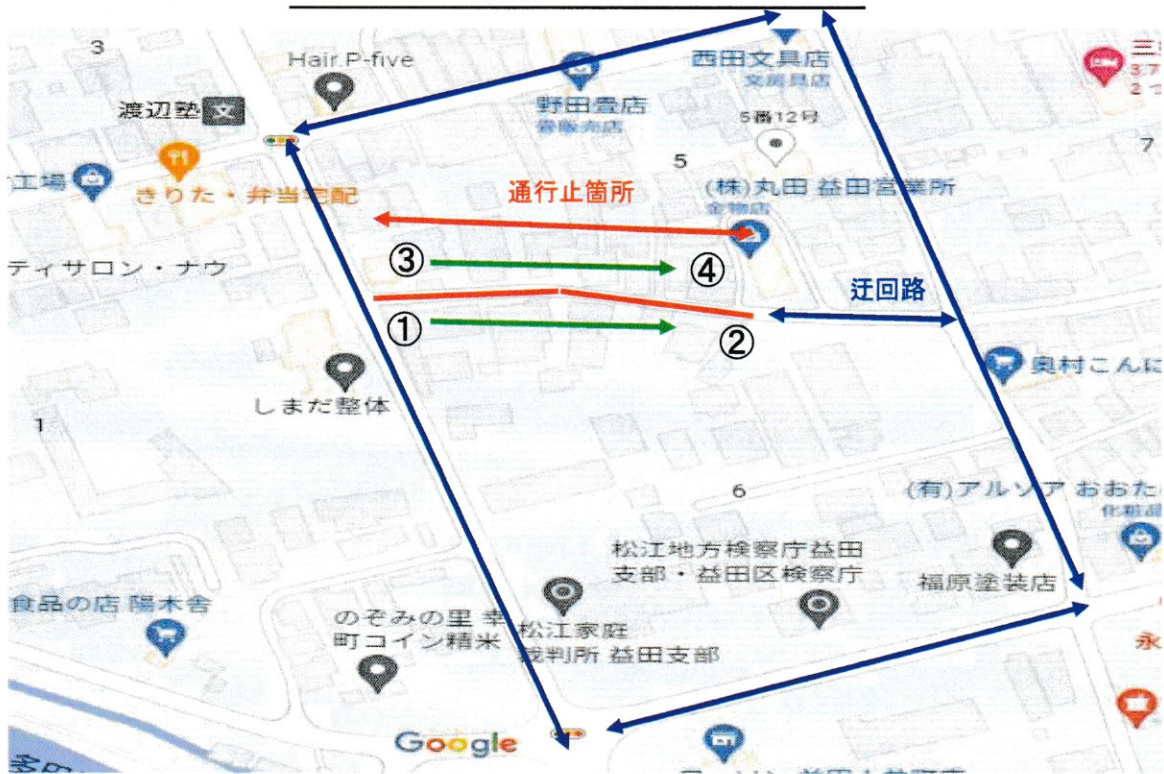 3
Hair.P-five
西田文具店
文房具店
野田畳店
畳販売店
渡辺塾
文
5番12号
7
工場
きりた・弁当宅配
5
(株)丸田 益田営業所
金物店
通行止箇所
③
④
ティサロン・ナウ
迂回路
①
②
奥村こんに
しまだ整体
1
6
(有)アルソア おおた
化粧品
松江地方検察庁益田
支部・益田区検察庁
福原塗装店
食品の店 陽木舎
のぞみの里 幸
町コイン精米
松江家庭
裁判所 益田支部
永
Google